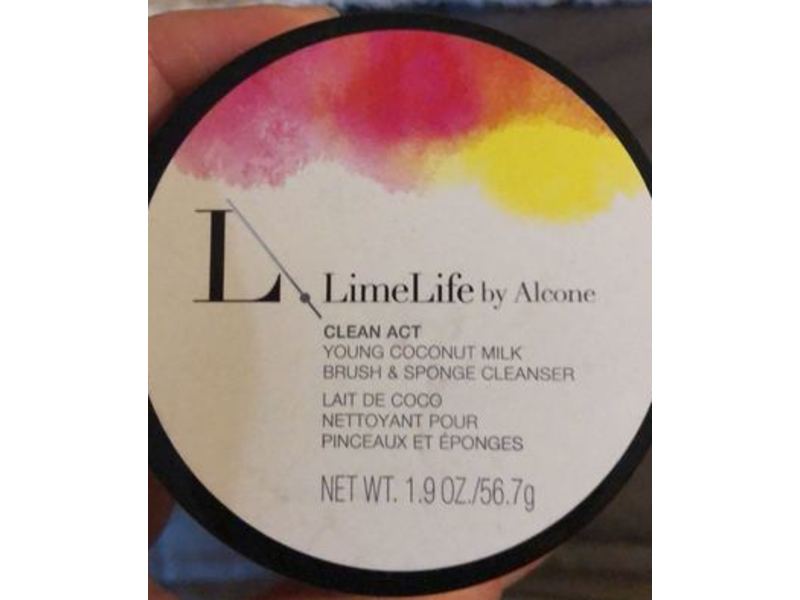 L
LimeLife by Alcone
CLEAN ACT
YOUNG COCONUT MILK
BRUSH & SPONGE CLEANSER
LAIT DE COCO
NETTOYANT POUR
PINCEAUX ET ÉPONGES
NET WT. 1.9 OZ./56.7g